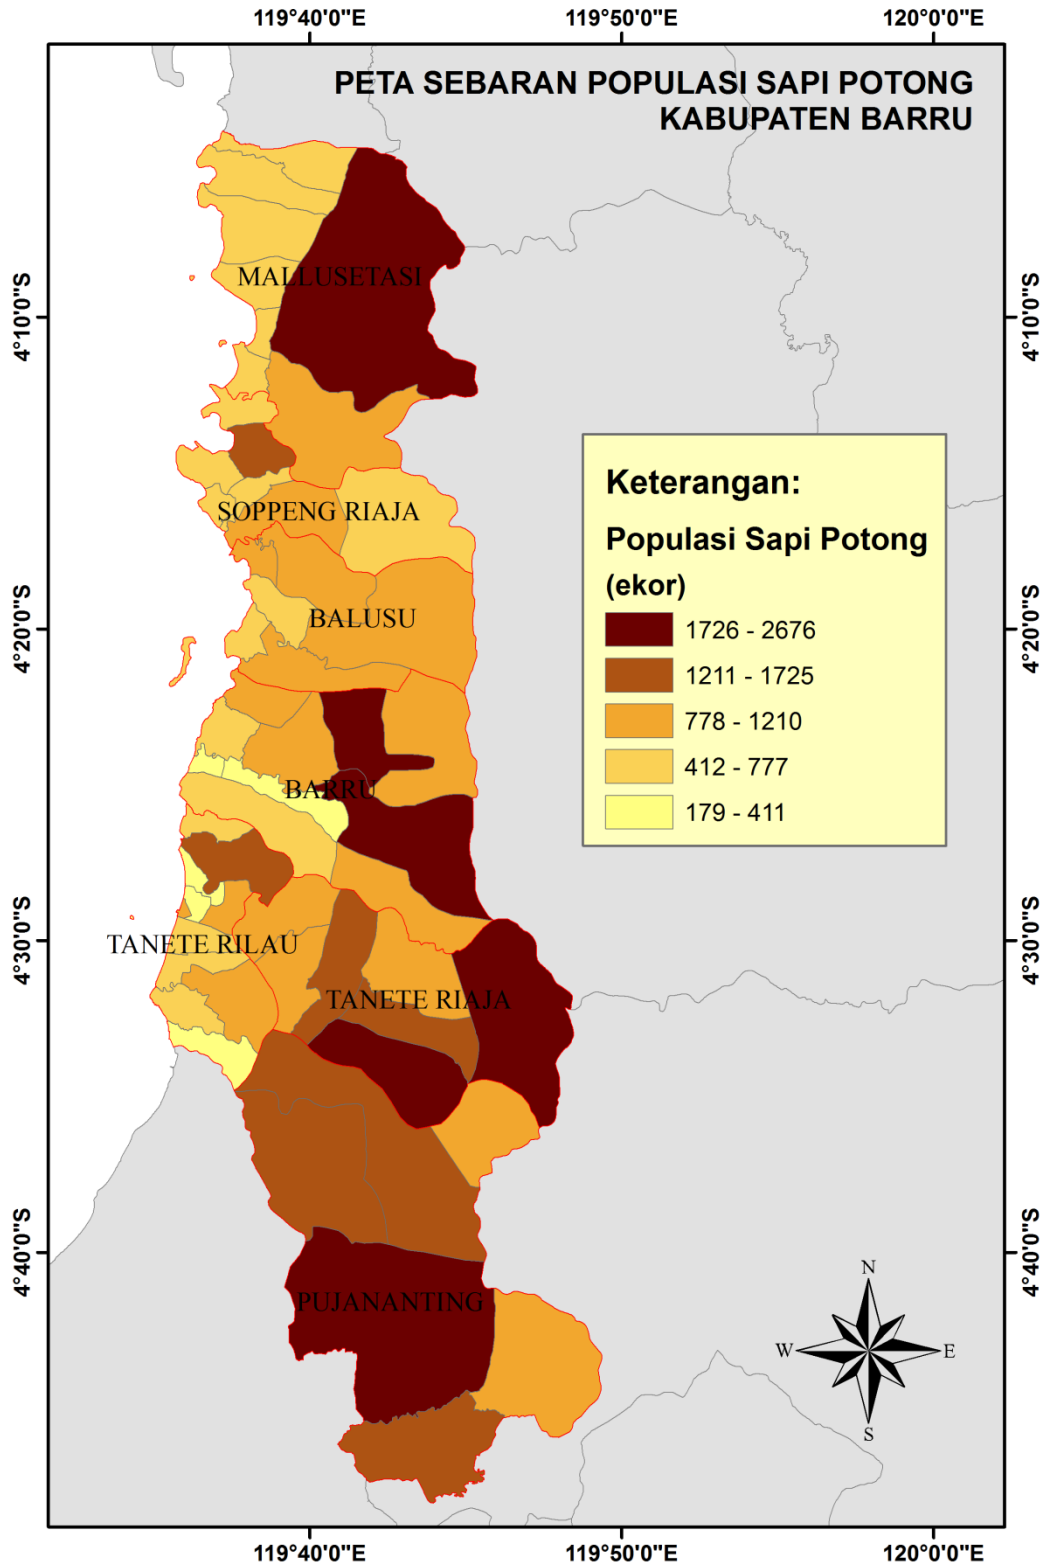 119°40'0"E 119°50'0"E 120°0'0"E
PETA SEBARAN POPULASI SAPI POTONG
KABUPATEN BARRU
MALLUSETASI
4°10'0"S 4°10'0"S
Keterangan:
SOPPENG RIAJA
Populasi Sapi Potong
(ekor)
BALUSU
4°20'0"S 4°20'0"S
1726 - 2676
1211 - 1725
778 - 1210
412 - 777
179 - 411
BARRU
TANETE RILAU
4°30'0"S 4°30'0"S
TANETE RIAJA
4°40'0"S 4°40'0"S
PUJANANTING
N
W E
S
119°40'0"E 119°50'0"E 120°0'0"E